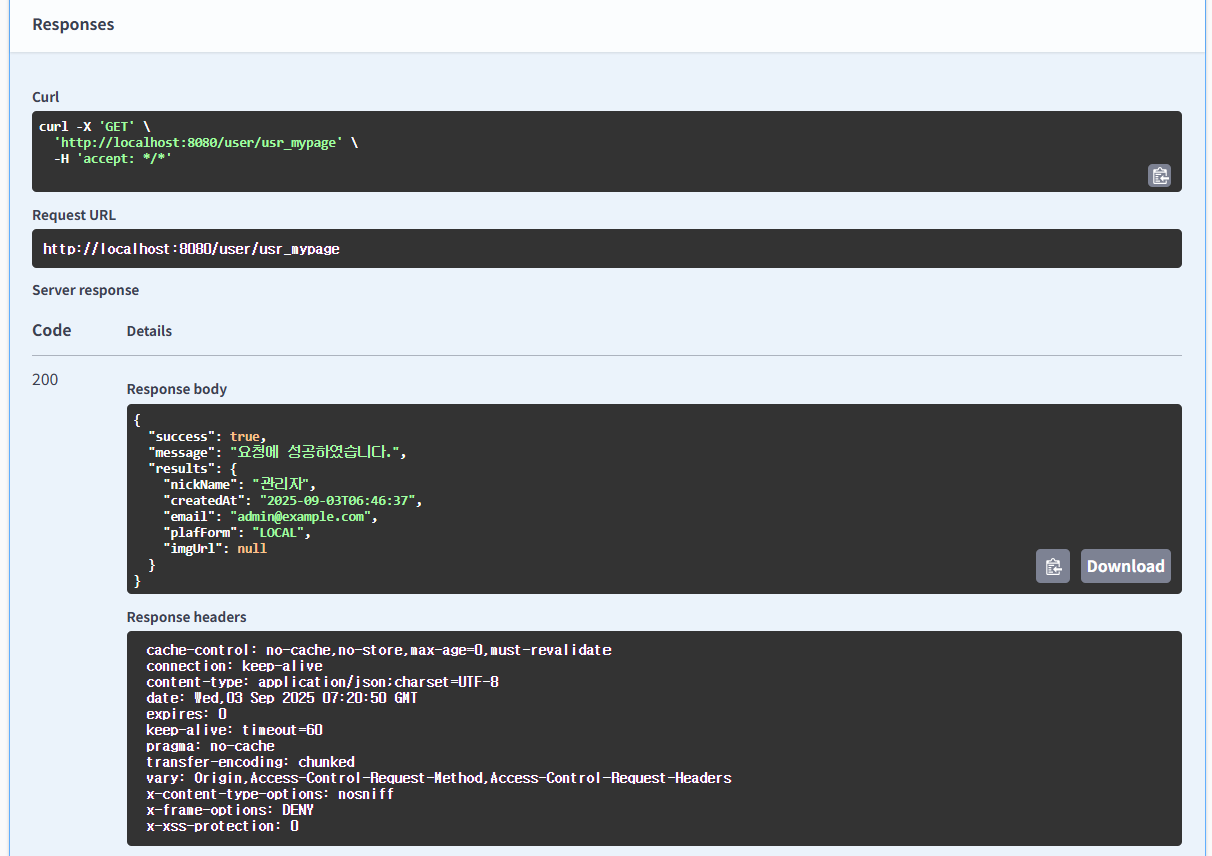 Responses
Curl
curl -X 'GET' \
  'http://localhost:8080/user/usr_mypage' \
  -H 'accept: */*'
Request URL
http://localhost:8080/user/usr_mypage
Server response
Code Details
200
Response body
{
  "success": true,
  "message": "요청에 성공하였습니다.",
  "results": {
    "nickName": "관리자",
    "createdAt": "2025-09-03T06:46:37",
    "email": "admin@example.com",
    "plafForm": "LOCAL",
    "imgUrl": null
  }
}
Download
Response headers
cache-control: no-cache,no-store,max-age=0,must-revalidate
connection: keep-alive
content-type: application/json;charset=UTF-8
date: Wed,03 Sep 2025 07:20:50 GMT
expires: 0
keep-alive: timeout=60
pragma: no-cache
transfer-encoding: chunked
vary: Origin,Access-Control-Request-Method,Access-Control-Request-Headers
x-content-type-options: nosniff
x-frame-options: DENY
x-xss-protection: 0